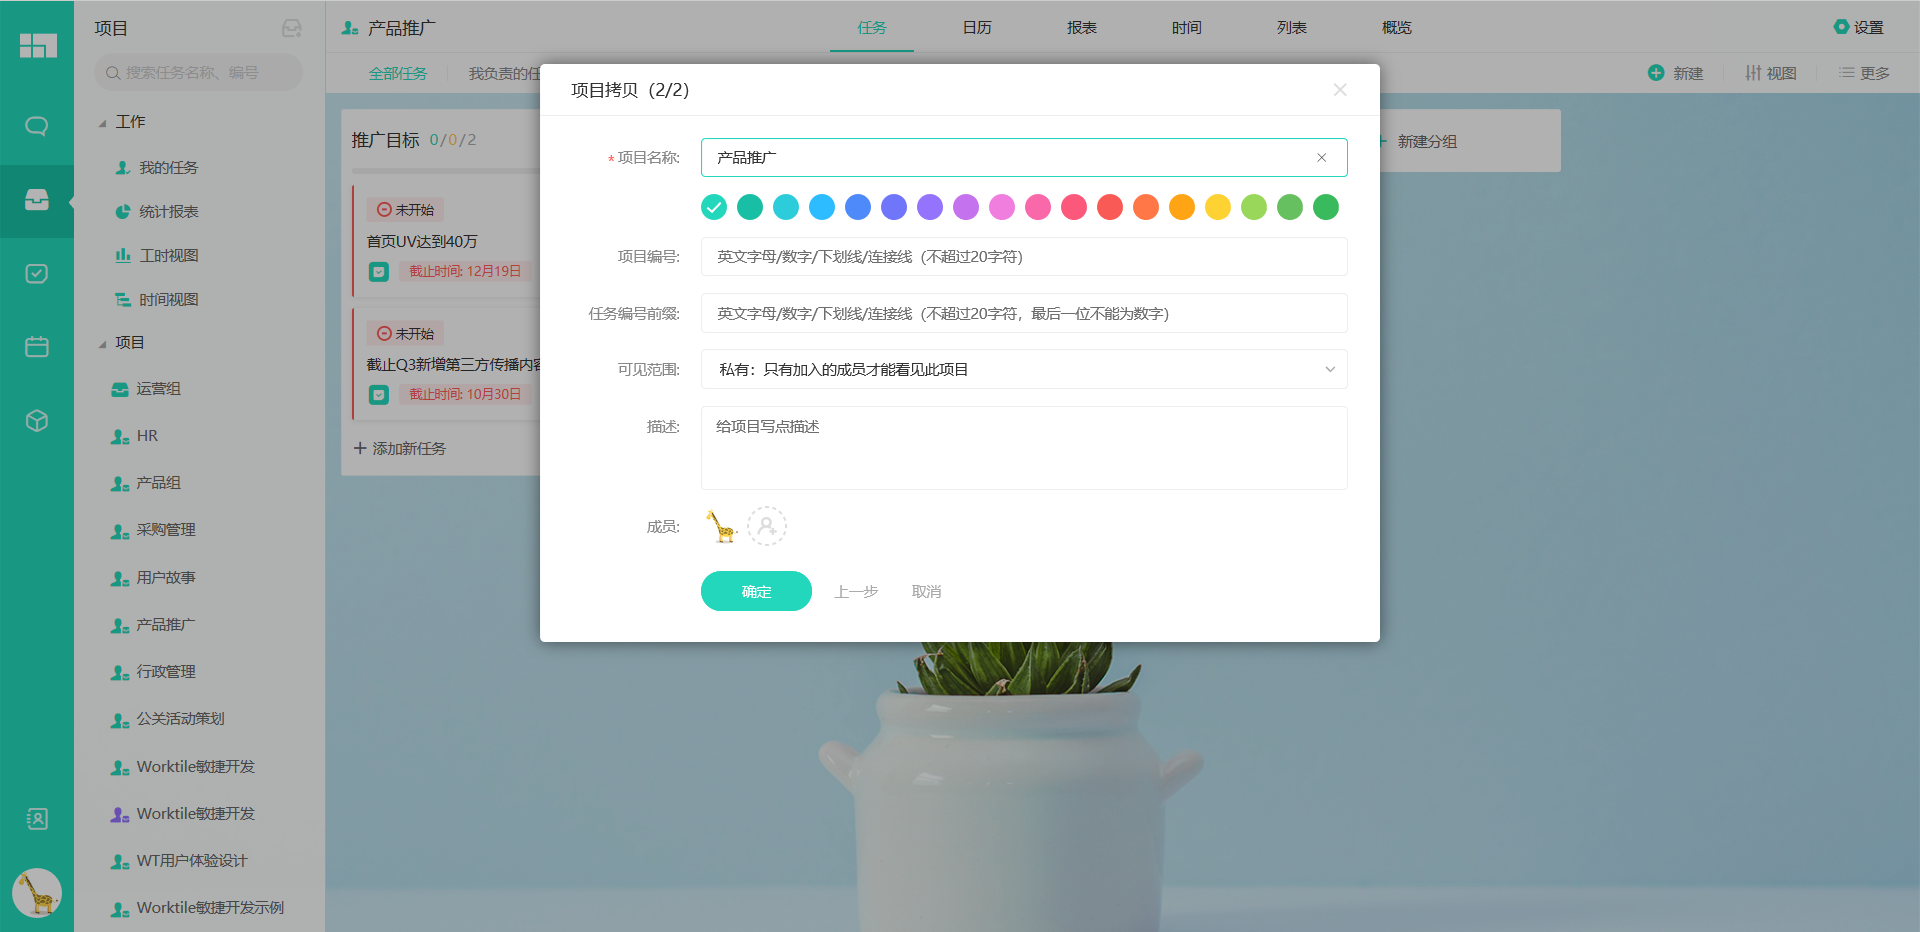 项目
搜索任务名称、编号
工作
我的任务
统计报表
工时视图
时间视图
项目
运营组
HR
产品组
采购管理
用户故事
产品推广
行政管理
公关活动策划
Worktile敏捷开发
Worktile敏捷开发
WT用户体验设计
Worktile敏捷开发示例
产品推广
任务 日历 报表 时间 列表 概览
设置
全部任务 我负责的任
新建 视图 更多
推广目标 0/0/2
未开始
首页UV达到40万
截止时间: 12月19日
未开始
截止Q3新增第三方传播内容
截止时间: 10月30日
添加新任务
新建分组
项目拷贝（2/2）
*项目名称: 产品推广
项目编号: 英文字母/数字/下划线/连接线（不超过20字符）
任务编号前缀: 英文字母/数字/下划线/连接线（不超过20字符，最后一位不能为数字）
可见范围: 私有：只有加入的成员才能看见此项目
描述: 给项目写点描述
成员:
确定 上一步 取消